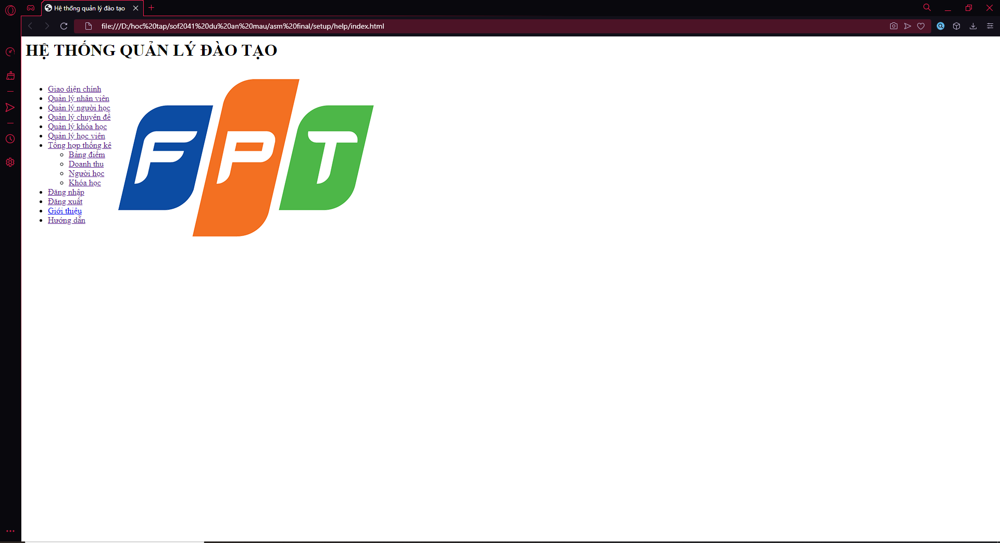 Hệ thống quản lý đào tạo
file:///D:/hoc%20tap/sof2041%20du%20an%20mau/asm%20final/setup/help/index.html
HỆ THỐNG QUẢN LÝ ĐÀO TẠO
Giao diện chính
Quản lý nhân viên
Quản lý người học
Quản lý chuyên đề
Quản lý khóa học
Quản lý học viên
Tổng hợp thống kê
Bảng điểm
Doanh thu
Người học
Khóa học
Đăng nhập
Đăng xuất
Giới thiệu
Hướng dẫn
FPT